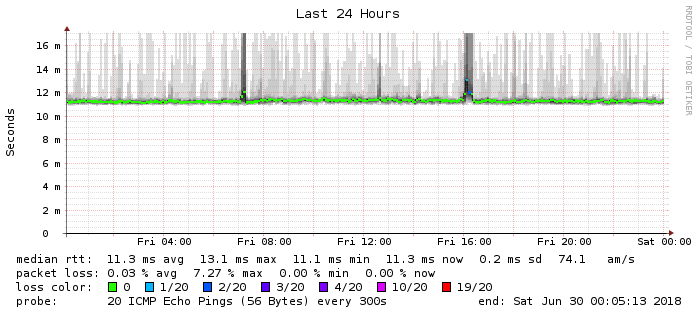 Last 24 Hours
RRDTOOL / TOBI OETIKER
Seconds
16 m
14 m
12 m
10 m
8 m
6 m
4 m
2 m
0
Fri 04:00 Fri 08:00 Fri 12:00 Fri 16:00 Fri 20:00 Sat 00:00
median rtt: 11.3 ms avg 13.1 ms max 11.1 ms min 11.3 ms now 0.2 ms sd 74.1 am/s
packet loss: 0.03 % avg 7.27 % max 0.00 % min 0.00 % now
loss color: 0 1/20 2/20 3/20 4/20 10/20 19/20
probe: 20 ICMP Echo Pings (56 Bytes) every 300s end: Sat Jun 30 00:05:13 2018